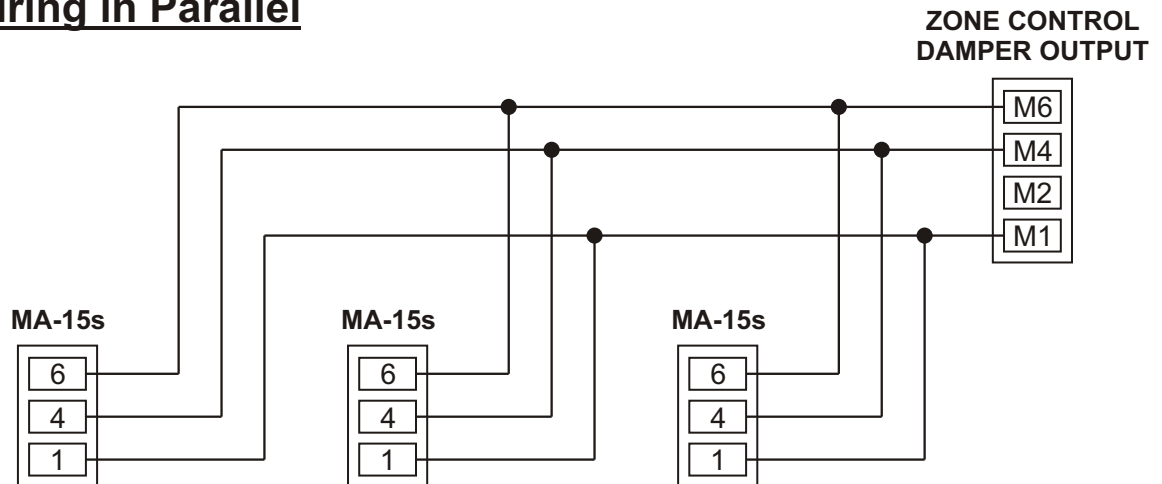 in Parallel
ZONE CONTROL
DAMPER OUTPUT
M6
M4
M2
M1
MA-15s
MA-15s
MA-15s
6
4
1
6
4
1
6
4
1